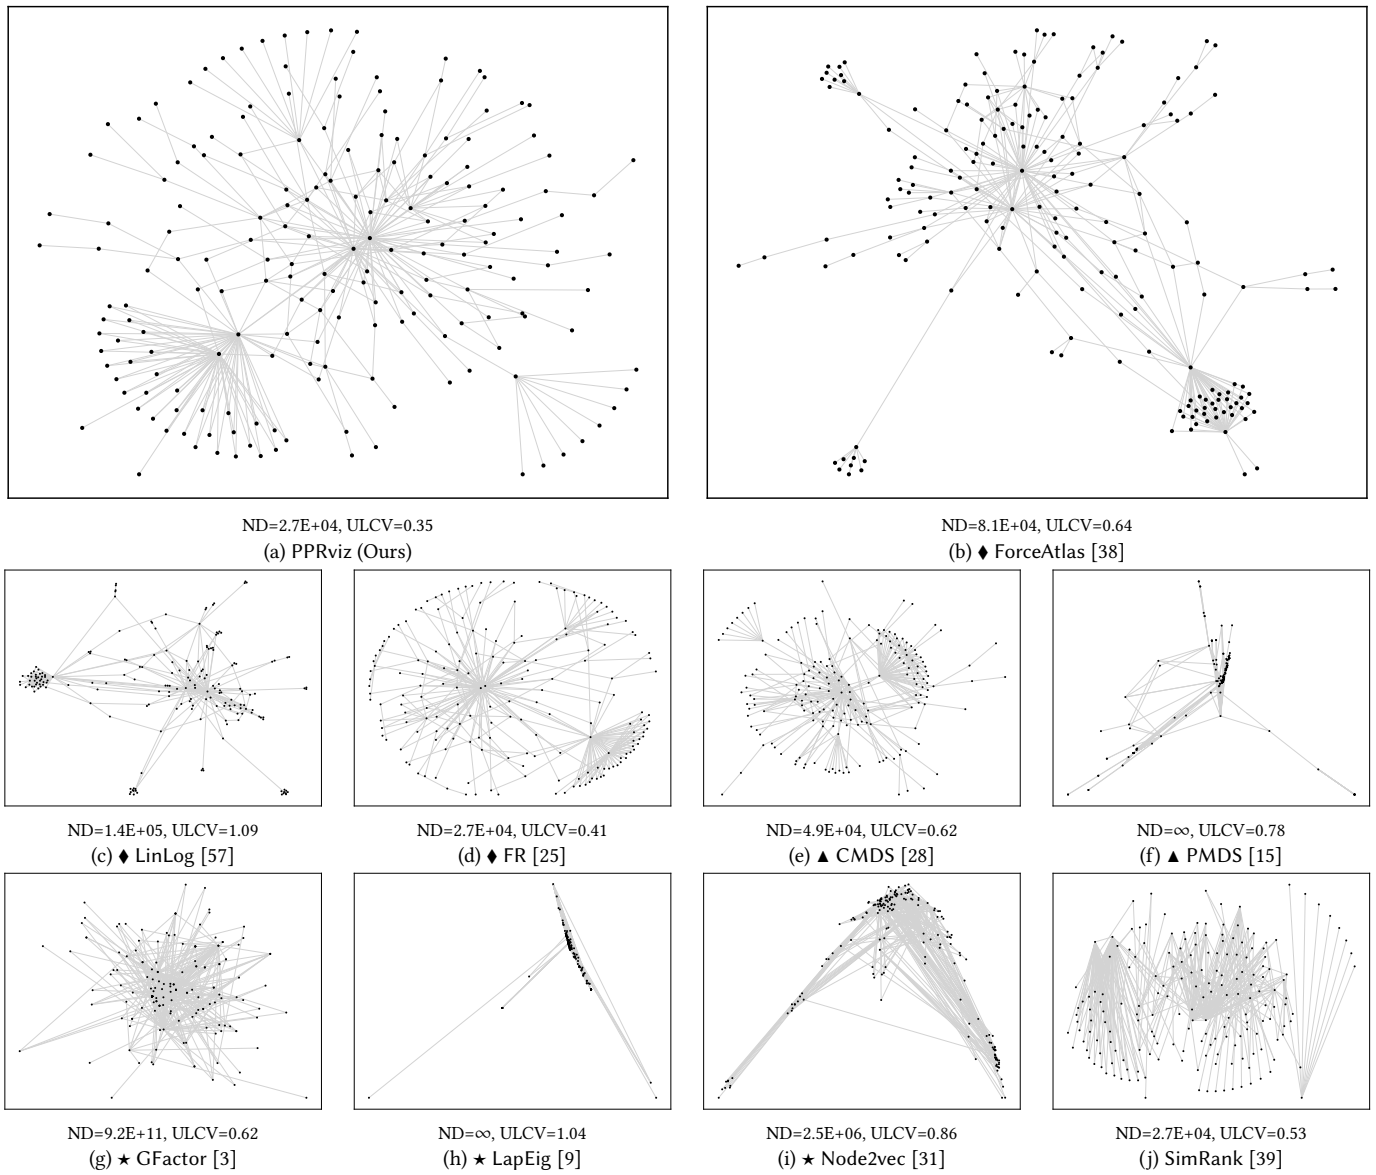 ND=2.7E+04, ULCV=0.35
(a) PPRviz (Ours)
ND=8.1E+04, ULCV=0.64
(b) ♦ ForceAtlas [38]
ND=1.4E+05, ULCV=1.09
(c) ♦ LinLog [57]
ND=2.7E+04, ULCV=0.41
(d) ♦ FR [25]
ND=4.9E+04, ULCV=0.62
(e) ▲ CMDS [28]
ND=∞, ULCV=0.78
(f) ▲ PMDS [15]
ND=9.2E+11, ULCV=0.62
(g) ★ GFactor [3]
ND=∞, ULCV=1.04
(h) ★ LapEig [9]
ND=2.5E+06, ULCV=0.86
(i) ★ Node2vec [31]
ND=2.7E+04, ULCV=0.53
(j) SimRank [39]